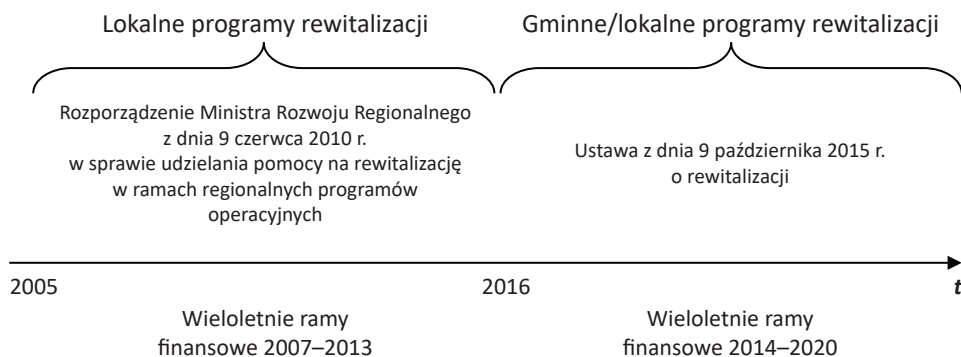 Lokalne programy rewitalizacji
Gminne/lokalne programy rewitalizacji
Rozporządzenie Ministra Rozwoju Regionalnego
z dnia 9 czerwca 2010 r.
w sprawie udzielania pomocy na rewitalizację
w ramach regionalnych programów
operacyjnych
Ustawa z dnia 9 października 2015 r.
o rewitalizacji
2005
2016
t
Wieloletnie ramy
finansowe 2007–2013
Wieloletnie ramy
finansowe 2014–2020